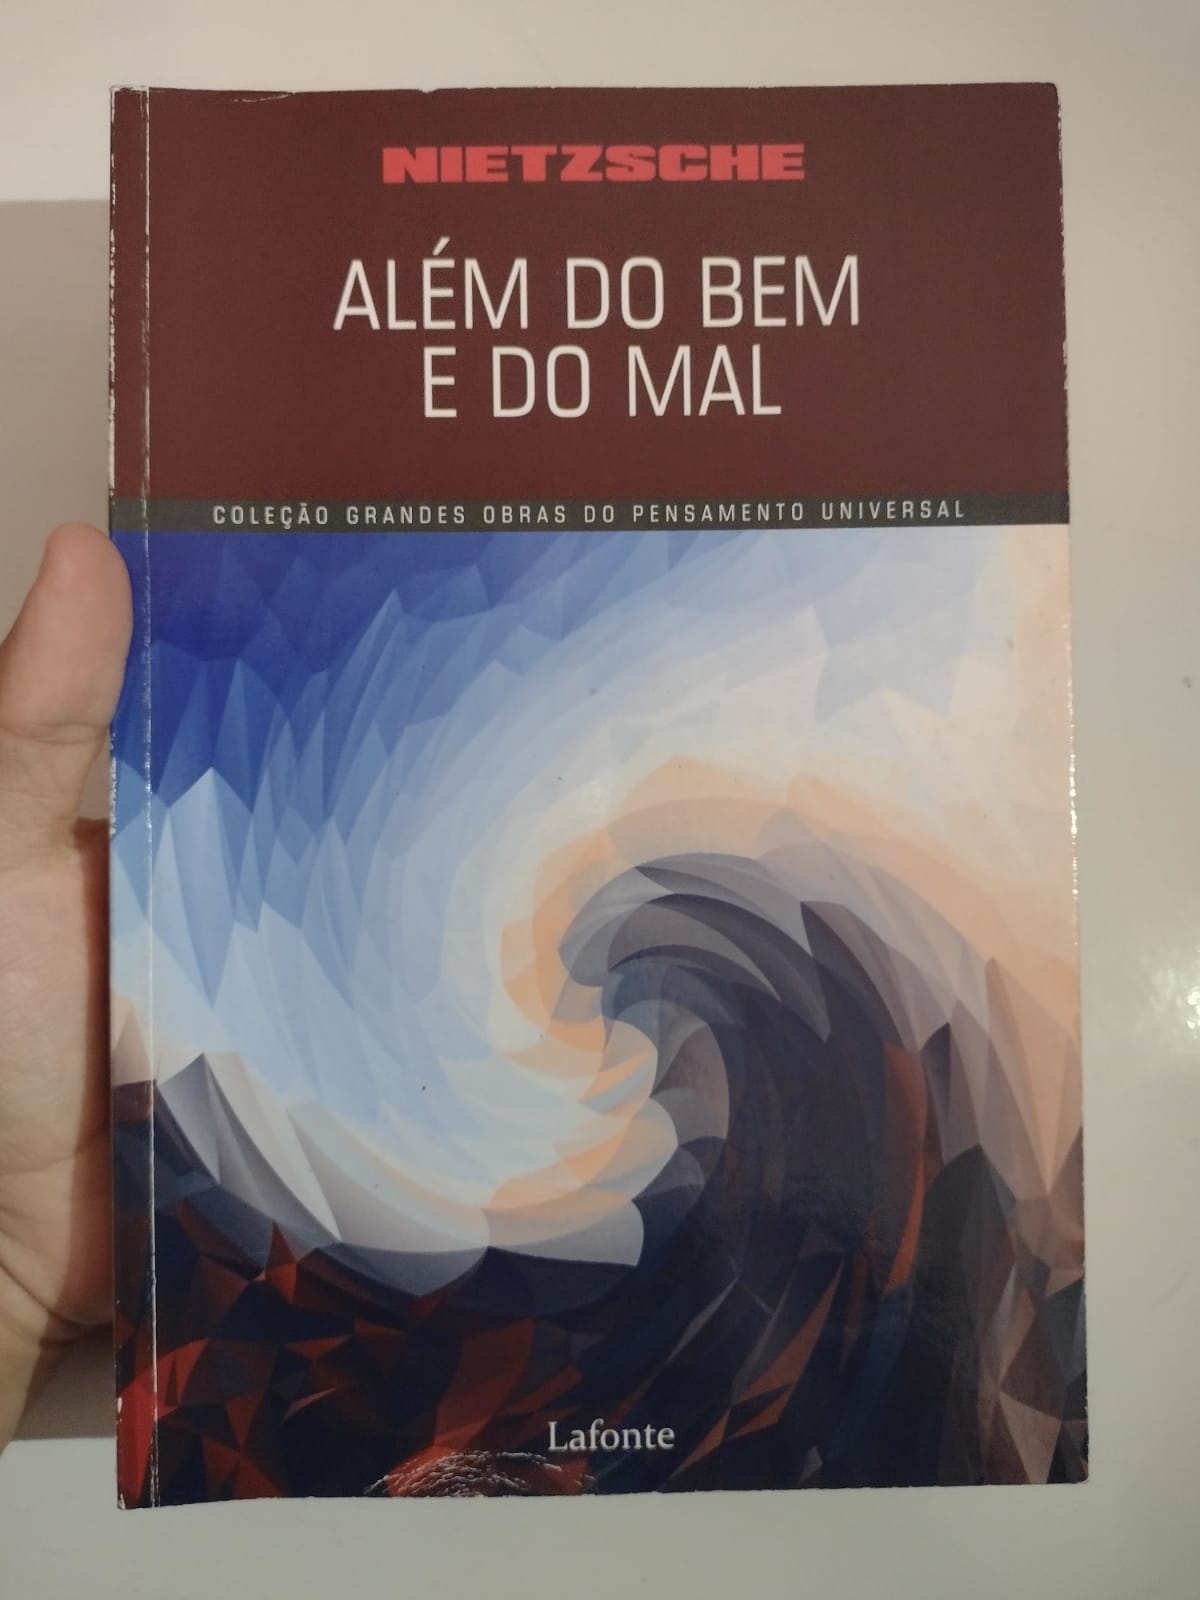 NIETZSCHE
ALÉM DO BEM
E DO MAL
COLEÇÃO GRANDES OBRAS DO PENSAMENTO UNIVERSAL
Lafonte